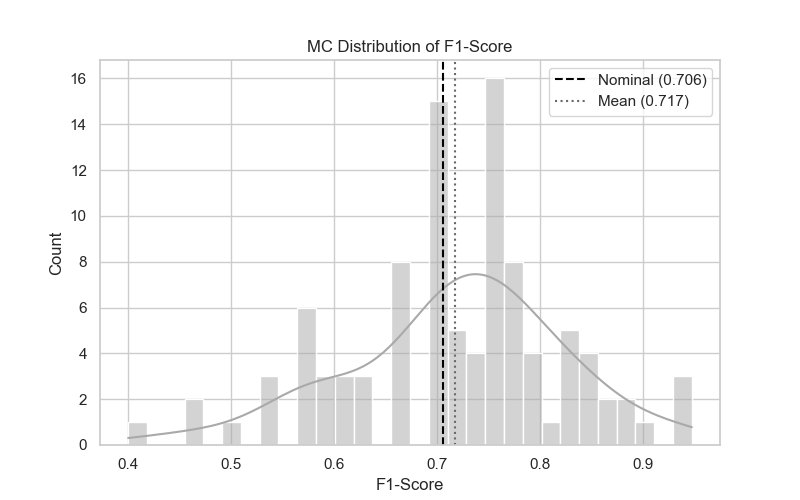 MC Distribution of F1-Score
Nominal (0.706)
Mean (0.717)
Count
16
14
12
10
8
6
4
2
0
0.4 0.5 0.6 0.7 0.8 0.9
F1-Score